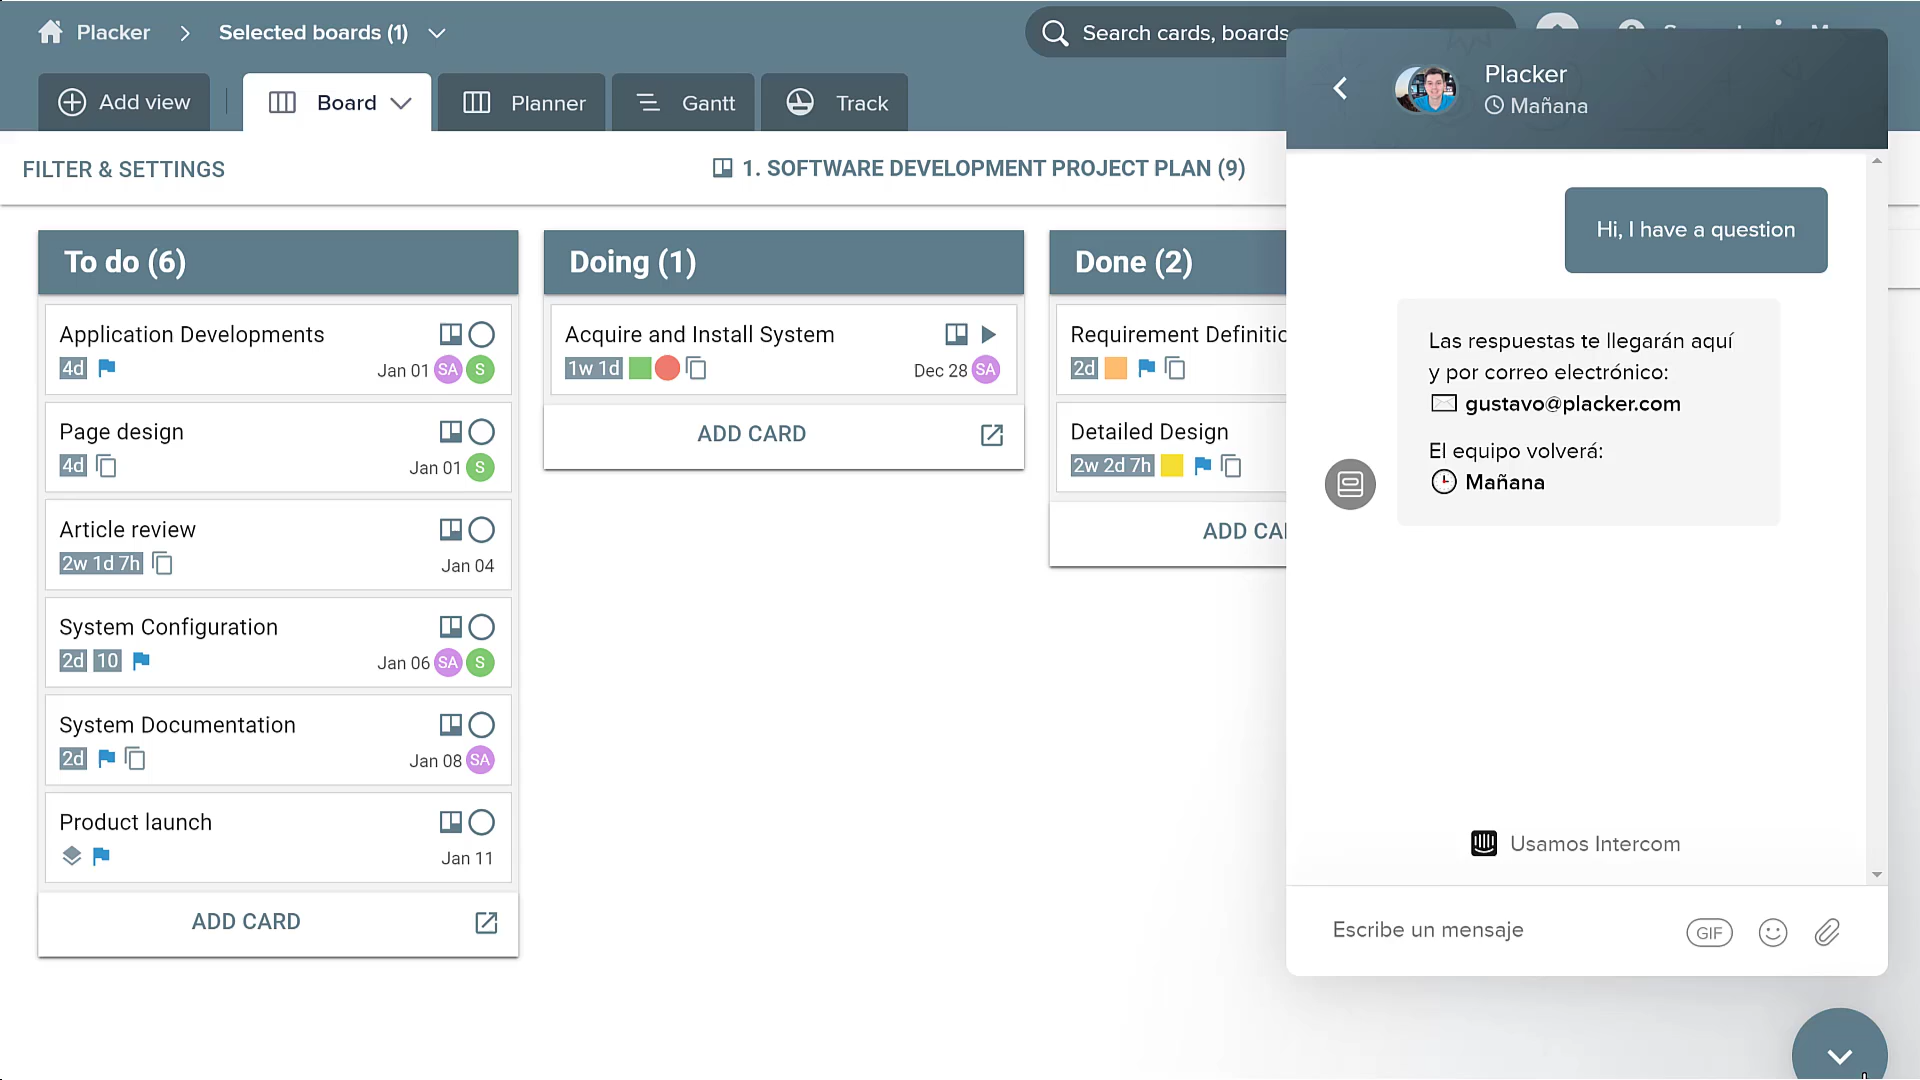 Placker
Selected boards (1)
Search cards, boards
Add view
Board
Planner
Gantt
Track
FILTER & SETTINGS
1. SOFTWARE DEVELOPMENT PROJECT PLAN (9)
To do (6)
Application Developments
4d
Jan 01 SA S
Page design
4d
Jan 01 S
Article review
2w 1d 7h
Jan 04
System Configuration
2d 10
Jan 06 SA S
System Documentation
2d
Jan 08 SA
Product launch
Jan 11
ADD CARD
Doing (1)
Acquire and Install System
1w 1d
Dec 28 SA
ADD CARD
Done (2)
Requirement Definitio
2d
Detailed Design
2w 2d 7h
ADD CA
Placker
Mañana
Hi, I have a question
Las respuestas te llegarán aquí
y por correo electrónico:
gustavo@placker.com
El equipo volverá:
Mañana
Usamos Intercom
Escribe un mensaje
GIF